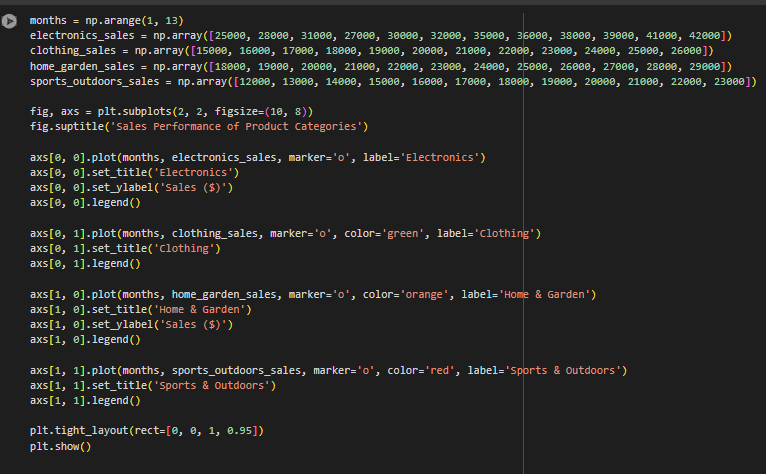 months = np.arange(1, 13)
electronics_sales = np.array([25000, 28000, 31000, 27000, 30000, 32000, 35000, 36000, 38000, 39000, 41000, 42000])
clothing_sales = np.array([15000, 16000, 17000, 18000, 19000, 20000, 21000, 22000, 23000, 24000, 25000, 26000])
home_garden_sales = np.array([18000, 19000, 20000, 21000, 22000, 23000, 24000, 25000, 26000, 27000, 28000, 29000])
sports_outdoors_sales = np.array([12000, 13000, 14000, 15000, 16000, 17000, 18000, 19000, 20000, 21000, 22000, 23000])

fig, axs = plt.subplots(2, 2, figsize=(10, 8))
fig.suptitle('Sales Performance of Product Categories')

axs[0, 0].plot(months, electronics_sales, marker='o', label='Electronics')
axs[0, 0].set_title('Electronics')
axs[0, 0].set_ylabel('Sales ($)')
axs[0, 0].legend()

axs[0, 1].plot(months, clothing_sales, marker='o', color='green', label='Clothing')
axs[0, 1].set_title('Clothing')
axs[0, 1].legend()

axs[1, 0].plot(months, home_garden_sales, marker='o', color='orange', label='Home & Garden')
axs[1, 0].set_title('Home & Garden')
axs[1, 0].set_ylabel('Sales ($)')
axs[1, 0].legend()

axs[1, 1].plot(months, sports_outdoors_sales, marker='o', color='red', label='Sports & Outdoors')
axs[1, 1].set_title('Sports & Outdoors')
axs[1, 1].legend()

plt.tight_layout(rect=[0, 0, 1, 0.95])
plt.show()